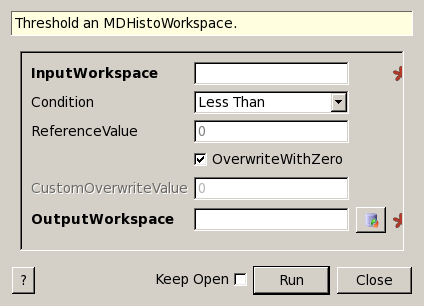 Threshold an MDHistoWorkspace.
InputWorkspace
Condition Less Than
ReferenceValue 0
OverwriteWithZero
CustomOverwriteValue 0
OutputWorkspace
? Keep Open Run Close